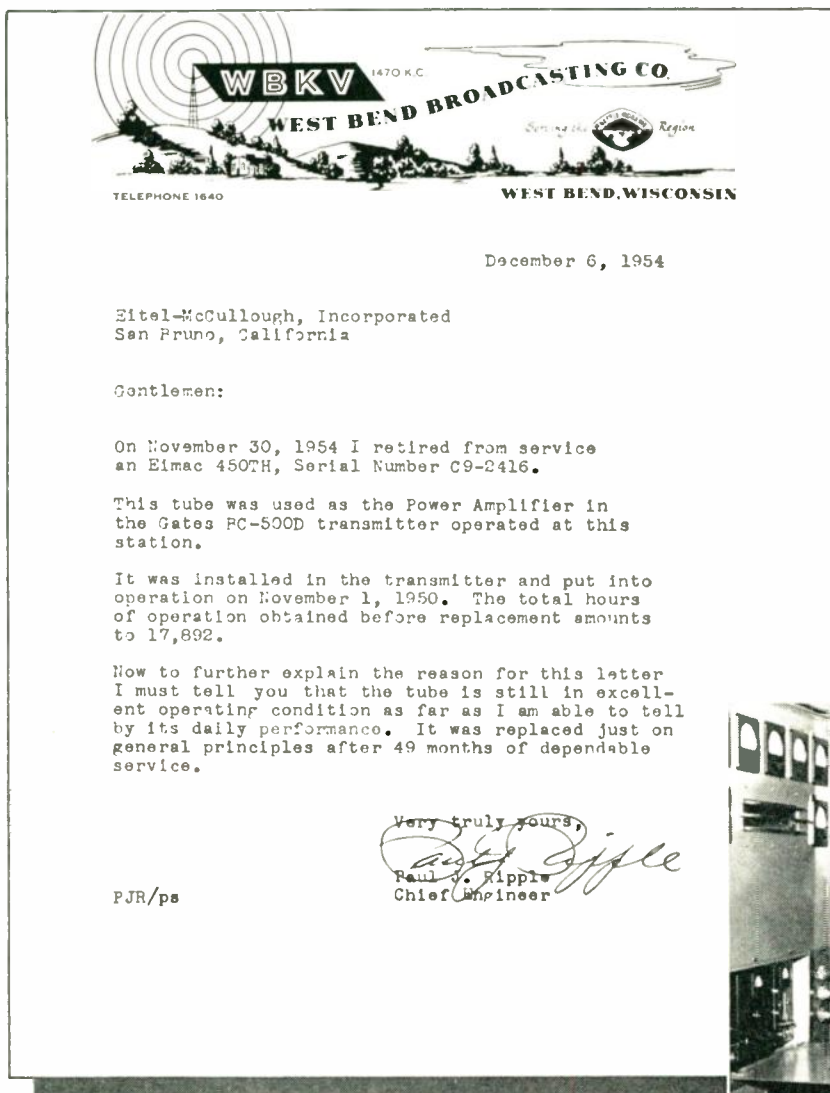 WBKV
1470 K.C.
WEST BEND BROADCASTING CO.
Serving the Region
TELEPHONE 1640
WEST BEND, WISCONSIN
December 6, 1954
Eitel-McCullough, Incorporated
San Bruno, California
Gentlemen:
On November 30, 1954 I retired from service
an Eimac 450TH, Serial Number C9-2416.
This tube was used as the Power Amplifier in
the Gates BC-500D transmitter operated at this
station.
It was installed in the transmitter and put into
operation on November 1, 1950. The total hours
of operation obtained before replacement amounts
to 17,892.
Now to further explain the reason for this letter
I must tell you that the tube is still in excell-
ent operating condition as far as I am able to tell
by its daily performance. It was replaced just on
general principles after 49 months of dependable
service.
Very truly yours,
Paul J Ripple
Paul J. Ripple
PJR/ps
Chief Engineer